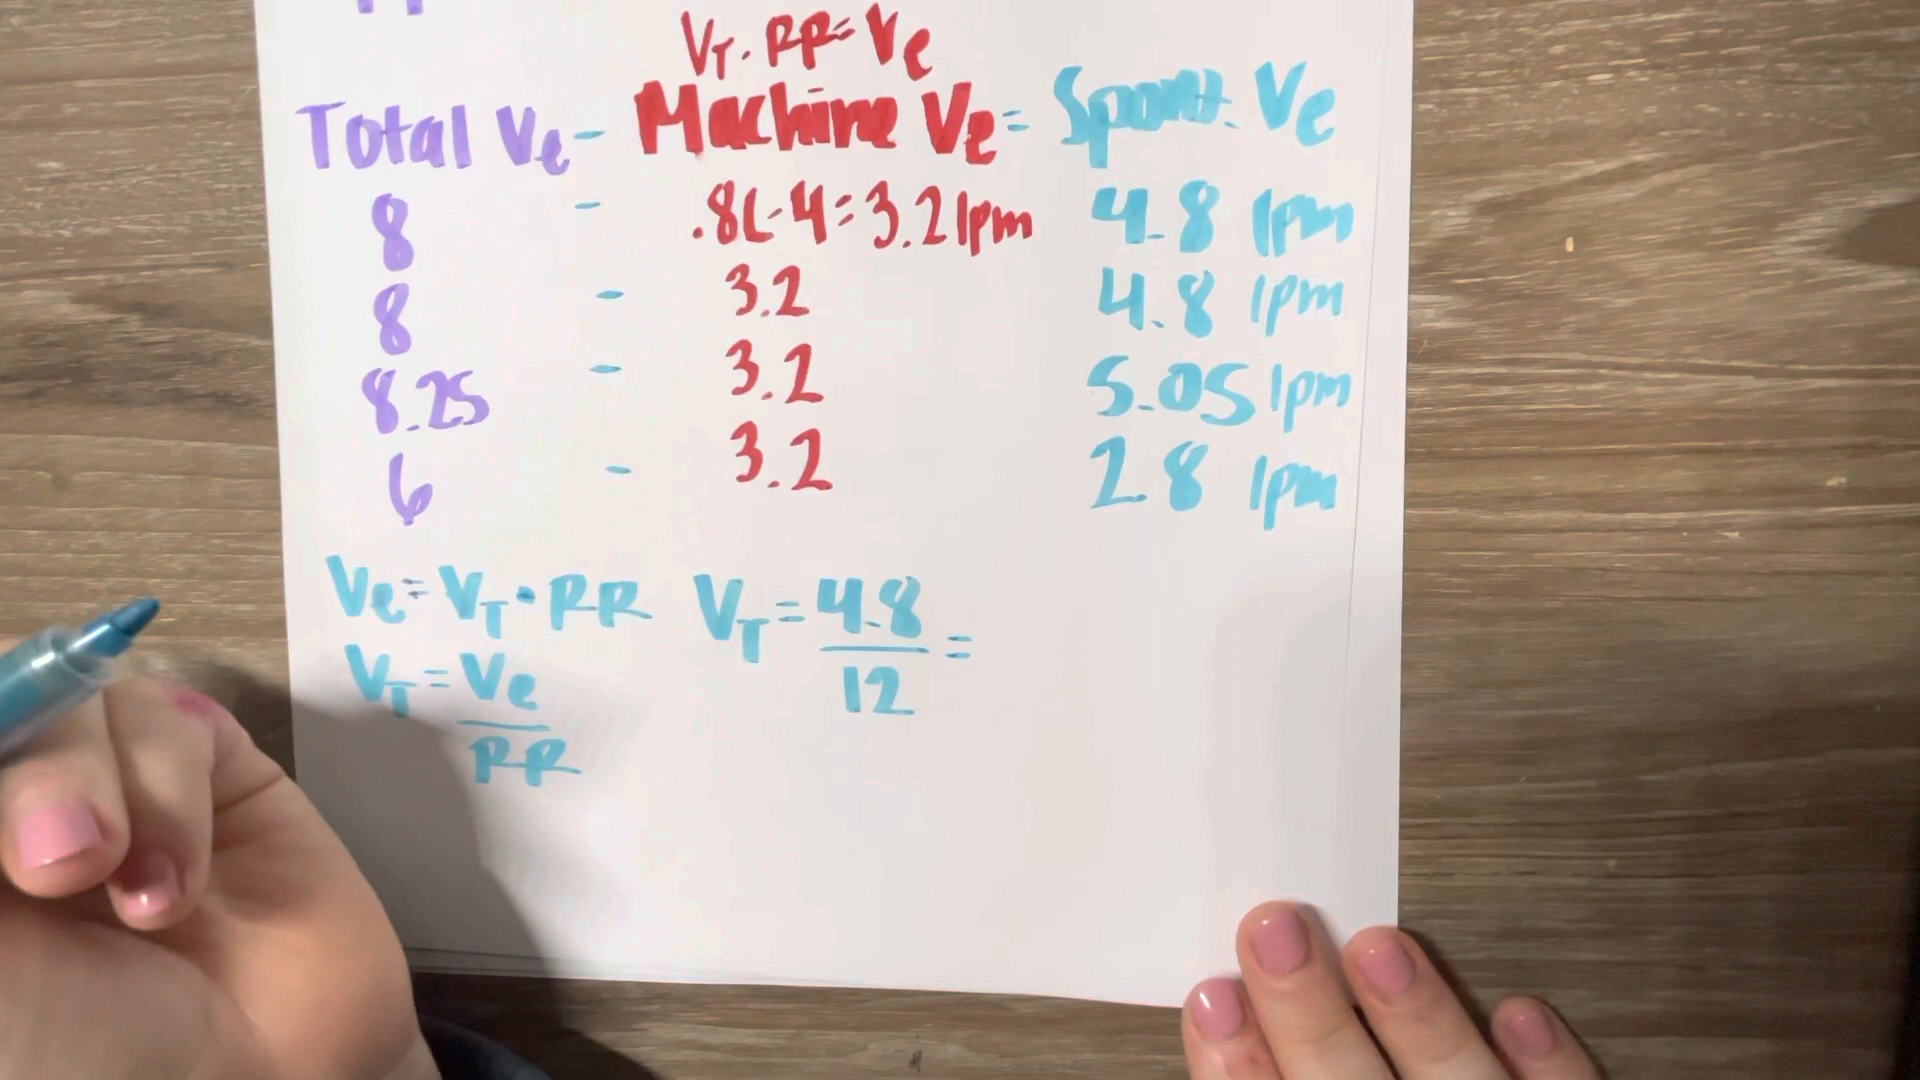 VT · RR = Ve
Total Ve - Machine Ve = Spont. Ve
8 - .8L · 4 = 3.2 lpm 4.8 lpm
8 - 3.2 4.8 lpm
8.25 - 3.2 5.05 lpm
6 - 3.2 2.8 lpm
Ve = VT · RR VT = 4.8
12 =
VT = Ve
RR